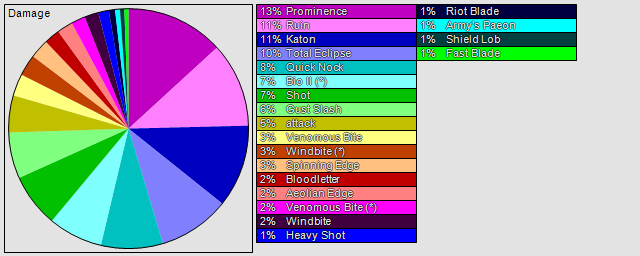 Damage
13% Prominence
11% Ruin
11% Katon
10% Total Eclipse
8% Quick Nock
7% Bio II (*)
7% Shot
6% Gust Slash
5% attack
3% Venomous Bite
3% Windbite (*)
3% Spinning Edge
2% Bloodletter
2% Aeolian Edge
2% Venomous Bite (*)
2% Windbite
1% Heavy Shot
1% Riot Blade
1% Army's Paeon
1% Shield Lob
1% Fast Blade